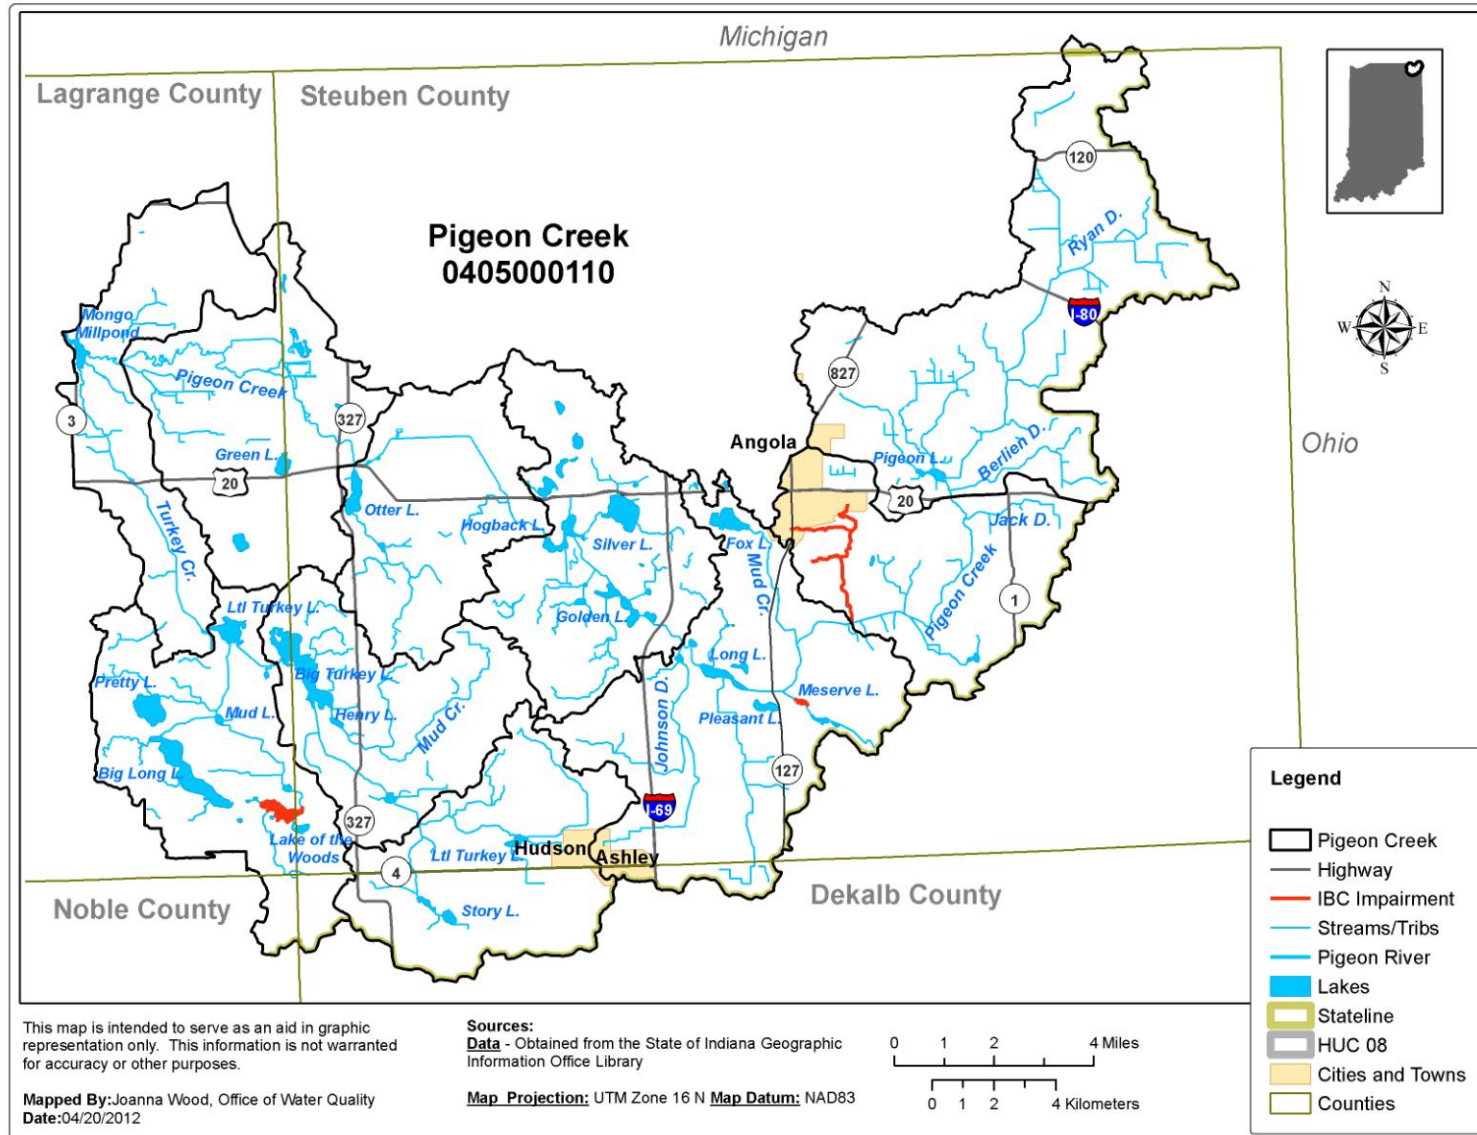 Michigan
Lagrange County
Steuben County
Pigeon Creek
0405000110
120
Ryan D.
I-80
N
W
E
S
Mongo
Millpond
Pigeon Creek
3
327
827
Angola
Ohio
Green L.
20
Otter L.
Hogback L.
Silver L.
Fox L.
Pigeon L.
Berlien D.
20
Jack D.
Turkey Cr.
Mud Cr.
Pigeon Creek
1
Ltl Turkey L.
Golden L.
Long L.
Big Turkey L.
Pretty L.
Meserve L.
Mud L.
Henry L.
Mud Cr.
Johnson D.
Pleasant L.
Big Long L.
127
I-69
327
Lake of the
Woods
Ltl Turkey L.
Hudson
Ashley
4
Noble County
Story L.
Dekalb County
Legend
Pigeon Creek
Highway
IBC Impairment
Streams/Tribs
Pigeon River
Lakes
Stateline
HUC 08
Cities and Towns
Counties
This map is intended to serve as an aid in graphic
representation only. This information is not warranted
for accuracy or other purposes.
Mapped By:Joanna Wood, Office of Water Quality
Date:04/20/2012
Sources:
Data - Obtained from the State of Indiana Geographic
Information Office Library
Map Projection: UTM Zone 16 N Map Datum: NAD83
0 1 2 4 Miles
0 1 2 4 Kilometers